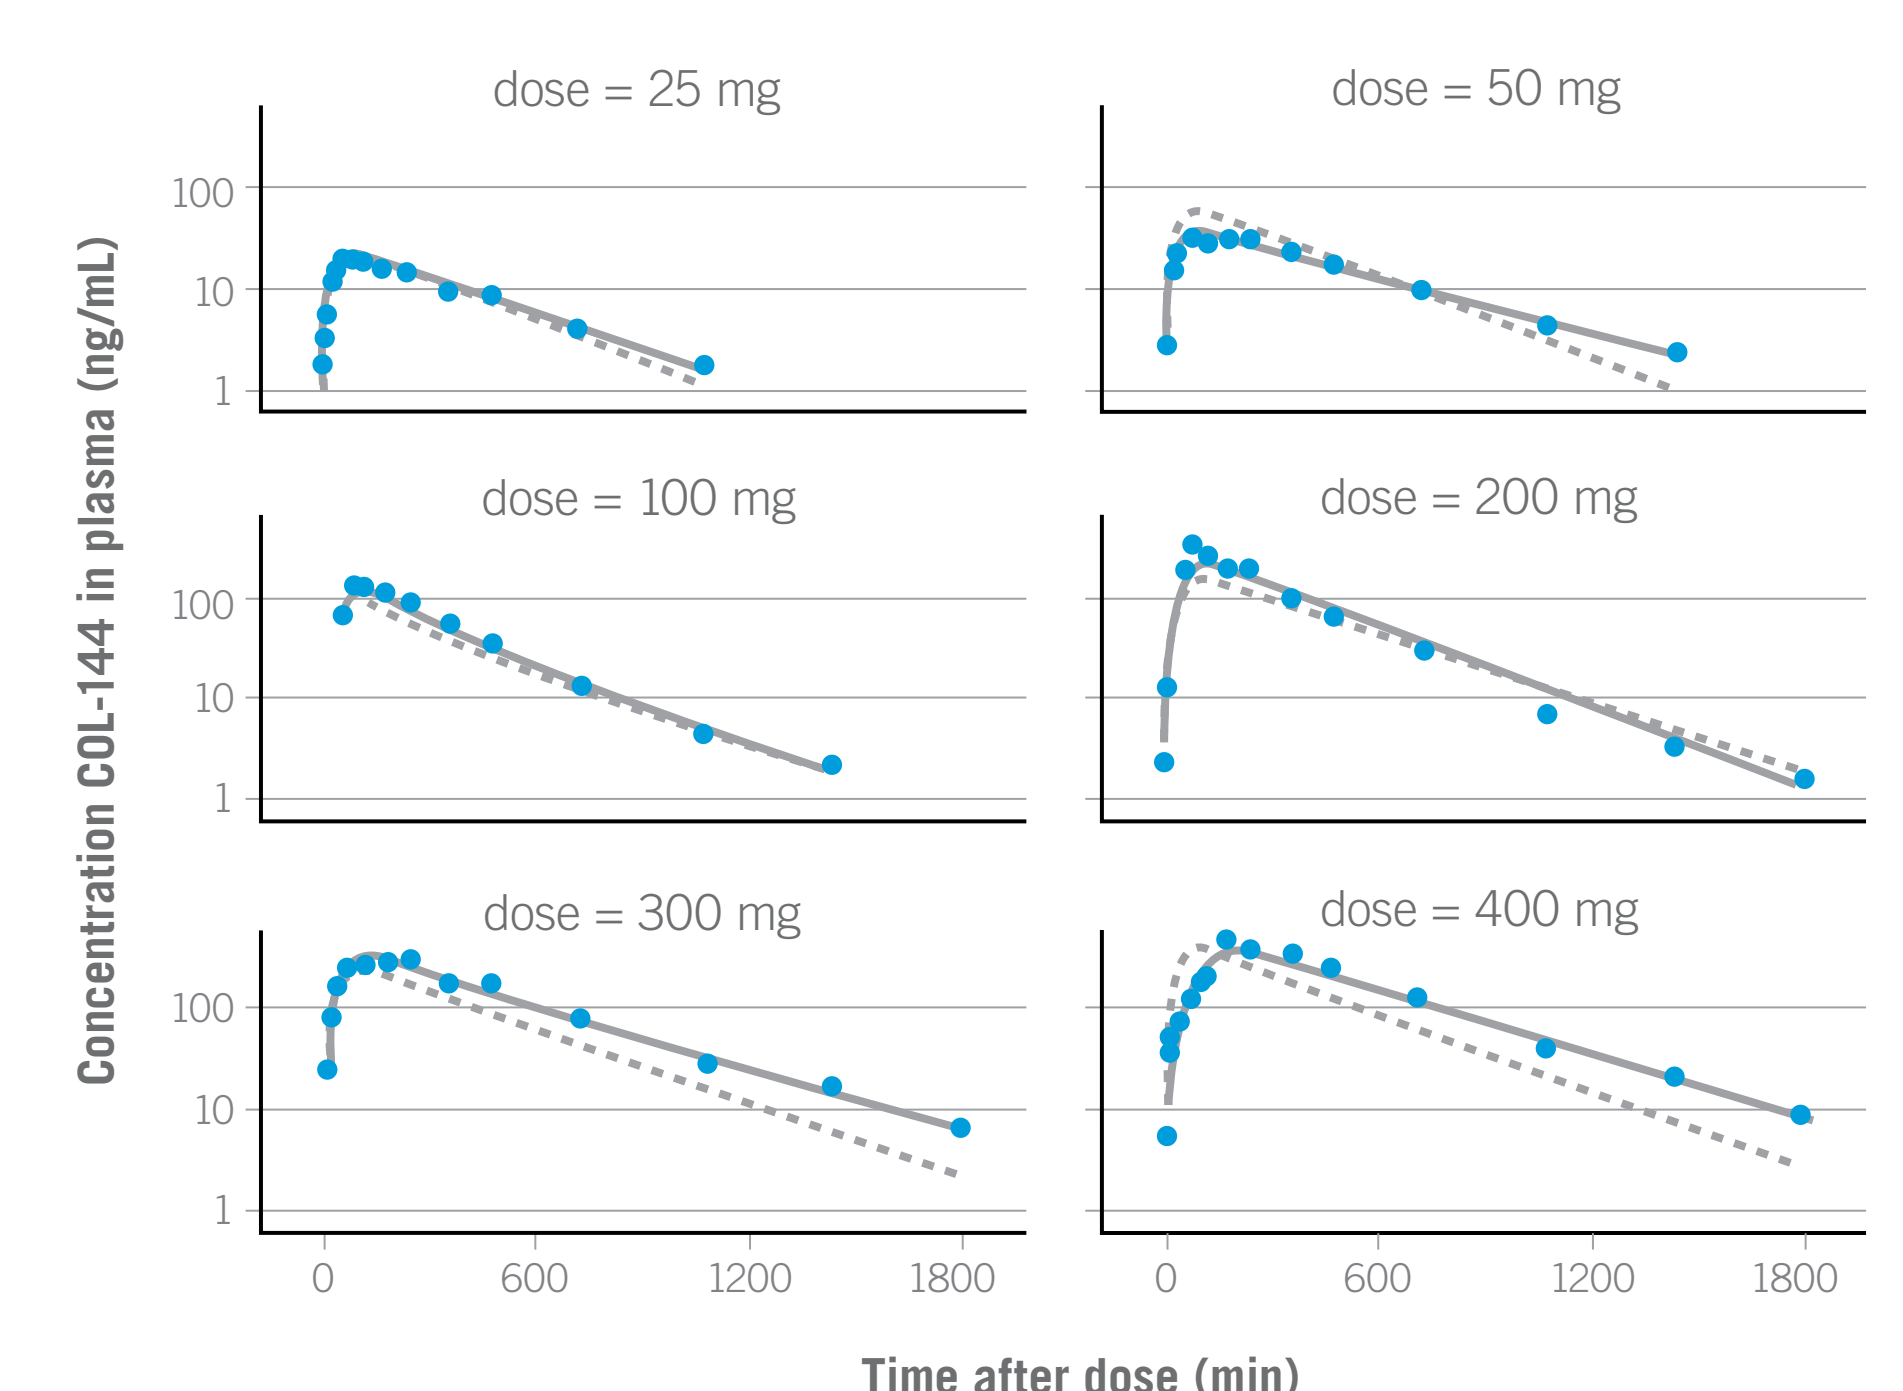 dose = 25 mg
dose = 50 mg
100
10
1
dose = 100 mg
dose = 200 mg
100
10
1
dose = 300 mg
dose = 400 mg
100
10
1
0 600 1200 1800
0 600 1200 1800
Concentration COL-144 in plasma (ng/mL)
Time after dose (min)